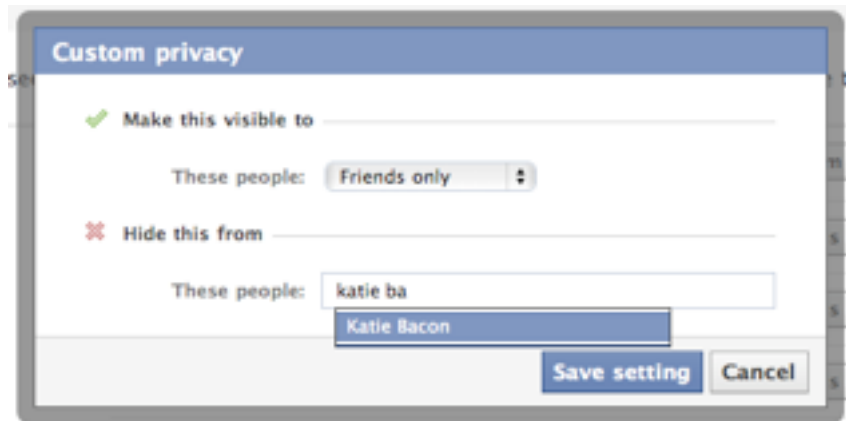 Custom privacy
Make this visible to
These people: Friends only
Hide this from
These people: katie ba
Katie Bacon
Save setting Cancel